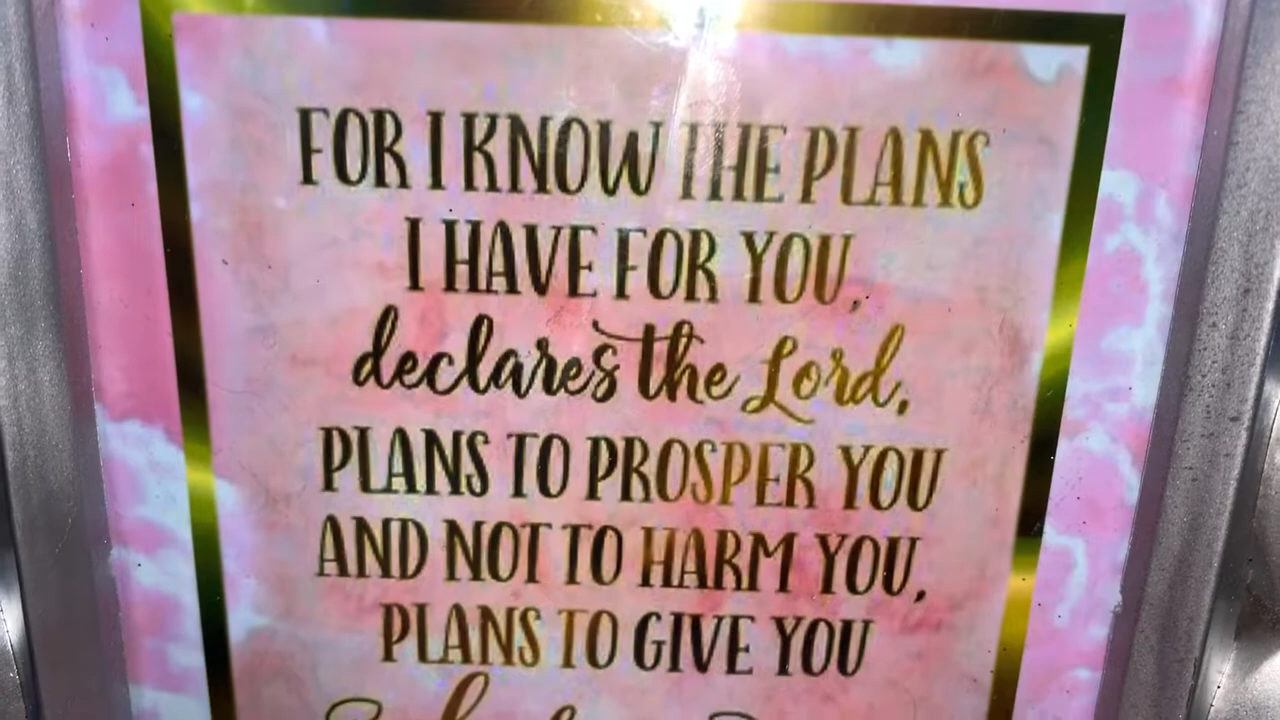 FOR I KNOW THE PLANS
I HAVE FOR YOU,
declares the Lord,
PLANS TO PROSPER YOU
AND NOT TO HARM YOU,
PLANS TO GIVE YOU